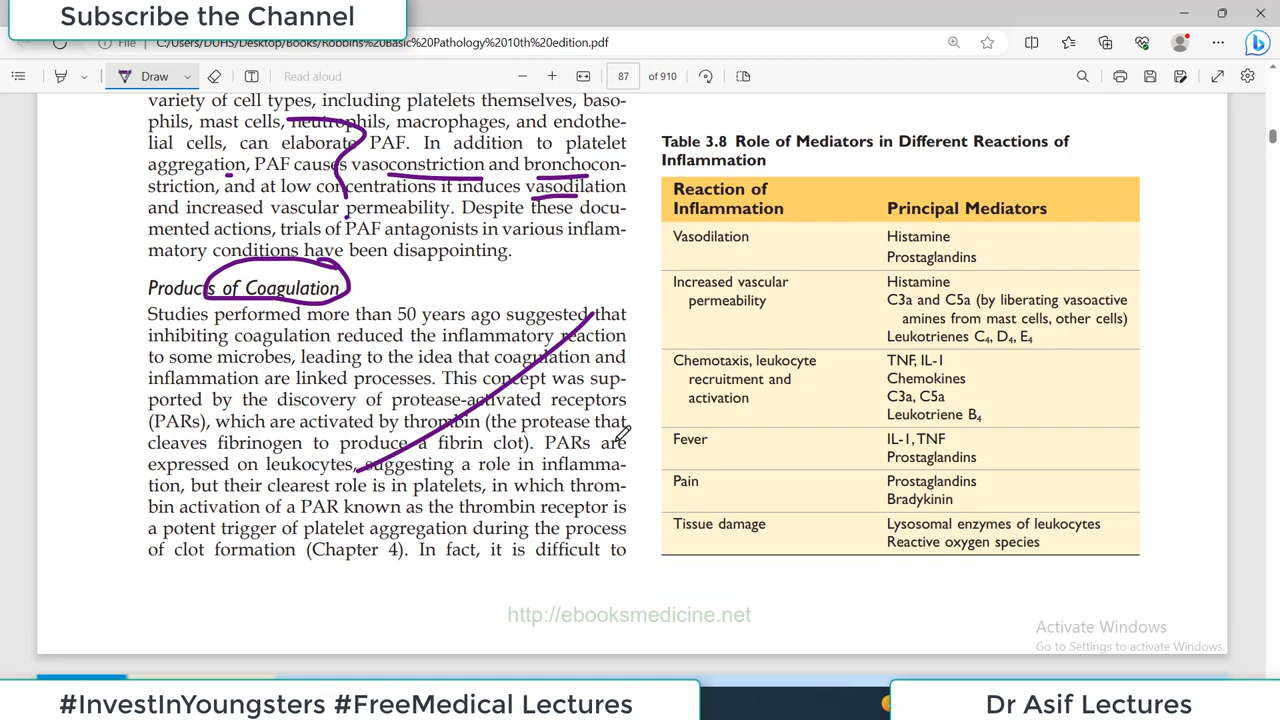 Subscribe the Channel
File
C:/Users/DUHS/Desktop/Books/Robbins%20Basic%20Pathology%2010th%20edition.pdf
Draw
Read aloud
87
of 910
variety of cell types, including platelets themselves, baso-
phils, mast cells, neutrophils, macrophages, and endothe-
lial cells, can elaborate PAF. In addition to platelet
aggregation, PAF causes vasoconstriction and bronchocon-
striction, and at low concentrations it induces vasodilation
and increased vascular permeability. Despite these docu-
mented actions, trials of PAF antagonists in various inflam-
matory conditions have been disappointing.
Products of Coagulation
Studies performed more than 50 years ago suggested that
inhibiting coagulation reduced the inflammatory reaction
to some microbes, leading to the idea that coagulation and
inflammation are linked processes. This concept was sup-
ported by the discovery of protease-activated receptors
(PARs), which are activated by thrombin (the protease that
cleaves fibrinogen to produce a fibrin clot). PARs are
expressed on leukocytes, suggesting a role in inflamma-
tion, but their clearest role is in platelets, in which throm-
bin activation of a PAR known as the thrombin receptor is
a potent trigger of platelet aggregation during the process
of clot formation (Chapter 4). In fact, it is difficult to
Table 3.8 Role of Mediators in Different Reactions of
Inflammation
Reaction of
Inflammation
Principal Mediators
Vasodilation
Histamine
Prostaglandins
Increased vascular
permeability
Histamine
C3a and C5a (by liberating vasoactive
amines from mast cells, other cells)
Leukotrienes C₄, D₄, E₄
Chemotaxis, leukocyte
recruitment and
activation
TNF, IL-1
Chemokines
C3a, C5a
Leukotriene B₄
Fever
IL-1, TNF
Prostaglandins
Pain
Prostaglandins
Bradykinin
Tissue damage
Lysosomal enzymes of leukocytes
Reactive oxygen species
http://ebooksmedicine.net
Activate Windows
Go to Settings to activate Windows.
#InvestInYoungsters #FreeMedical Lectures
Dr Asif Lectures